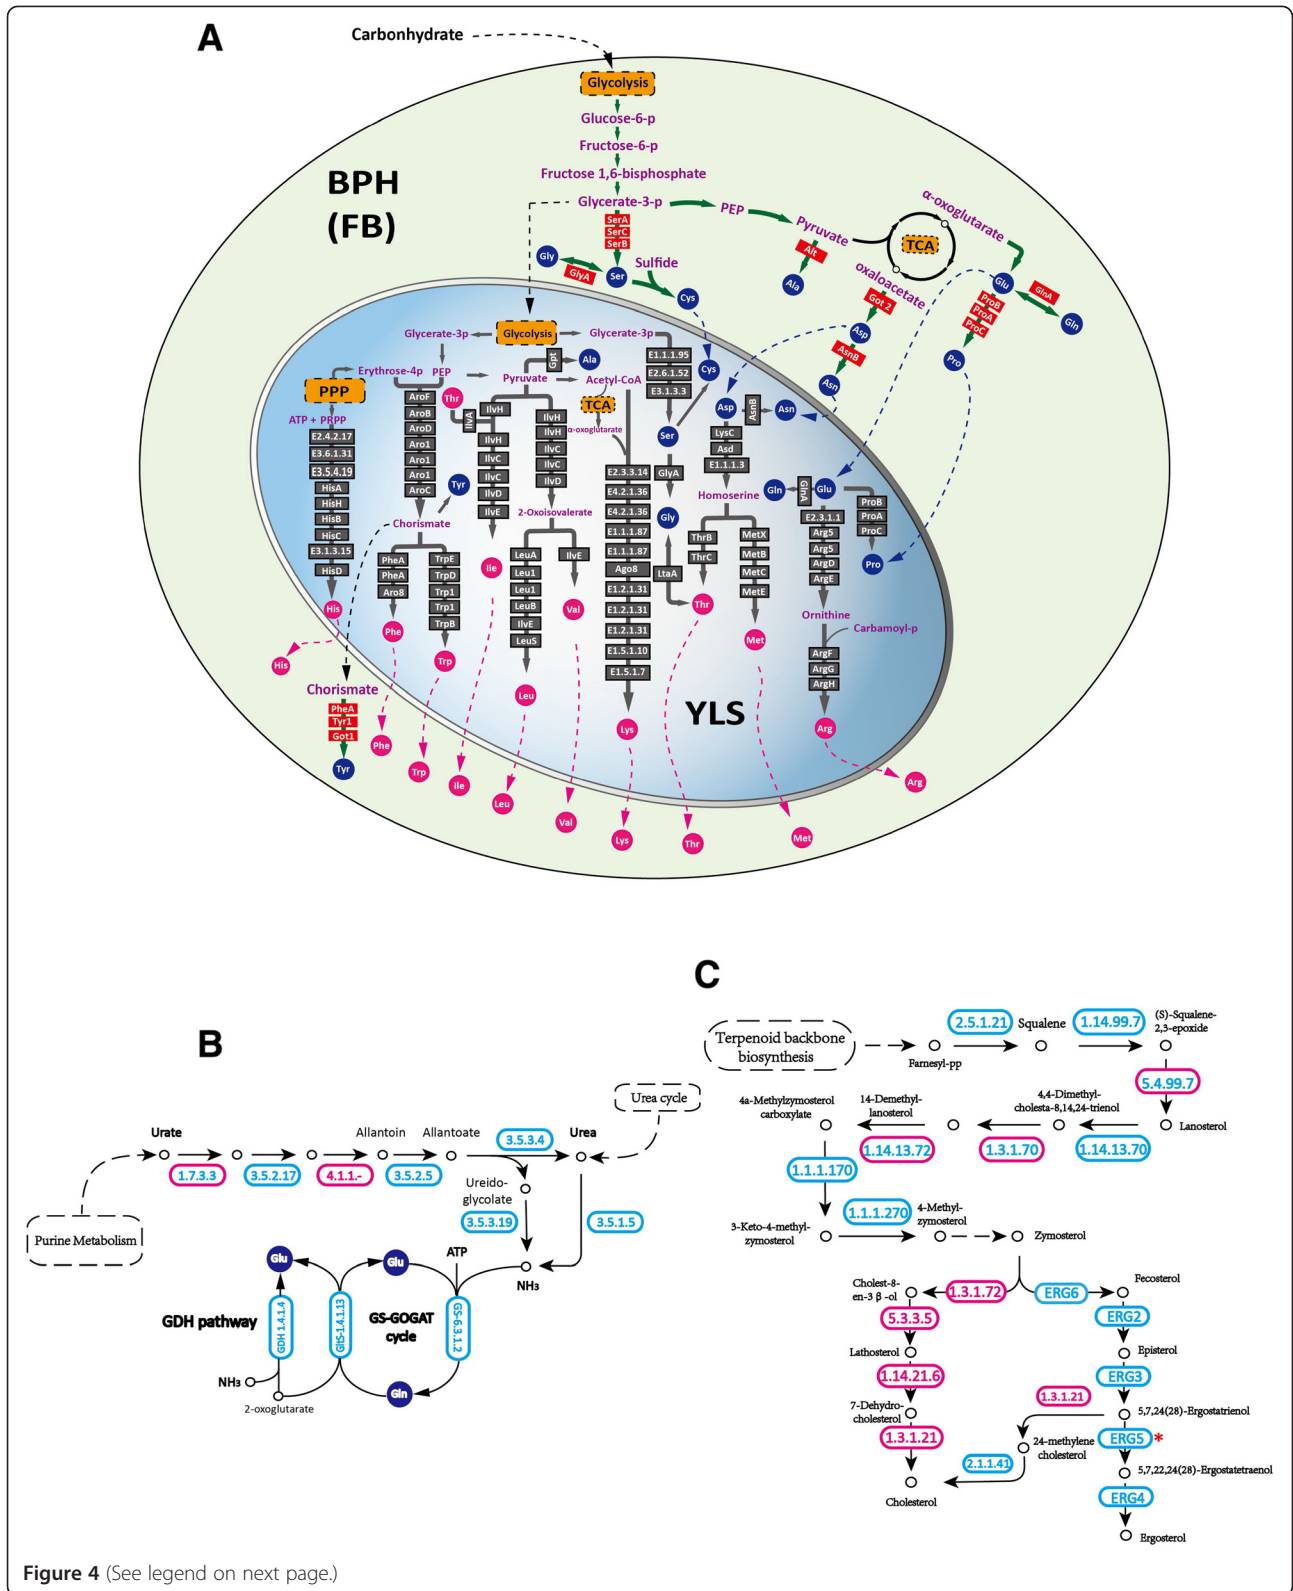 A
Carbonhydrate
Glycolysis
Glucose-6-p
Fructose-6-p
Fructose 1,6-bisphosphate
Glycerate-3-p
PEP
Pyruvate
α-oxoglutarate
TCA
BPH
(FB)
SerA
SerC
SerB
Gly
GlyA
Ser
Sulfide
Cys
Alt
Ala
oxaloacetate
Got 2
Asp
AsnB
Asn
Glu
GlnA
Gln
ProB
ProA
ProC
Pro
Glycerate-3p
Glycolysis
Glycerate-3p
Erythrose-4p
PEP
Pyruvate
Gpt
Ala
Acetyl-CoA
TCA
α-oxoglutarate
PPP
ATP + PRPP
E2.4.2.17
E3.6.1.31
E3.5.4.19
HisA
HisH
HisB
HisC
E3.1.3.15
HisD
His
His
AroF
AroB
AroD
Aro1
Aro1
Aro1
AroC
Tyr
Chorismate
PheA
PheA
Aro8
Phe
Phe
TrpE
TrpD
Trp1
Trp1
TrpB
Trp
Trp
Thr
IlvA
IlvH
IlvH
IlvC
IlvC
IlvD
IlvE
Ile
Ile
IlvH
IlvH
IlvC
IlvC
IlvD
2-Oxoisovalerate
LeuA
Leu1
Leu1
LeuB
IlvE
LeuS
Leu
Leu
IlvE
Val
Val
E2.3.3.14
E4.2.1.36
E4.2.1.36
E1.1.1.87
E1.1.1.87
Ago8
E1.2.1.31
E1.2.1.31
E1.2.1.31
E1.5.1.10
E1.5.1.7
Lys
Lys
E1.1.1.95
E2.6.1.52
E3.1.3.3
Cys
Ser
GlyA
Gly
LtaA
Thr
Thr
Asp
AsnB
Asn
LysC
Asd
E1.1.1.3
Homoserine
ThrB
ThrC
MetX
MetB
MetC
MetE
Met
Met
Gln
GlnA
Glu
ProB
ProA
ProC
Pro
E2.3.1.1
Arg5
Arg5
ArgD
ArgE
Ornithine
Carbamoyl-p
ArgF
ArgG
ArgH
Arg
Arg
YLS
Chorismate
PheA
Tyr1
Got1
Tyr
B
Urate
Allantoin
Allantoate
3.5.3.4
Urea
Urea cycle
1.7.3.3
3.5.2.17
4.1.1.-
3.5.2.5
Ureido-
glycolate
3.5.3.19
3.5.1.5
Purine Metabolism
Glu
Glu
ATP
NH3
GDH pathway
GDH 1.4.1.4
GltS-1.4.1.13
GS-GOGAT
cycle
GS-6.3.1.2
NH3
2-oxoglutarate
Gln
C
Terpenoid backbone
biosynthesis
Farnesyl-pp
2.5.1.21
Squalene
1.14.99.7
(S)-Squalene-
2,3-epoxide
5.4.99.7
Lanosterol
1.14.13.70
4,4-Dimethyl-
cholesta-8,14,24-trienol
1.3.1.70
14-Demethyl-
lanosterol
1.14.13.72
4a-Methylzymosterol
carboxylate
1.1.1.170
3-Keto-4-methyl-
zymosterol
1.1.1.270
4-Methyl-
zymosterol
Zymosterol
Cholest-8-
en-3 β -ol
1.3.1.72
ERG6
Fecosterol
5.3.3.5
ERG2
Lathosterol
Episterol
1.14.21.6
ERG3
7-Dehydro-
cholesterol
1.3.1.21
5,7,24(28)-Ergostatrienol
1.3.1.21
24-methylene
cholesterol
ERG5 *
2.1.1.41
5,7,22,24(28)-Ergostatetraenol
Cholesterol
ERG4
Ergosterol
Figure 4 (See legend on next page.)